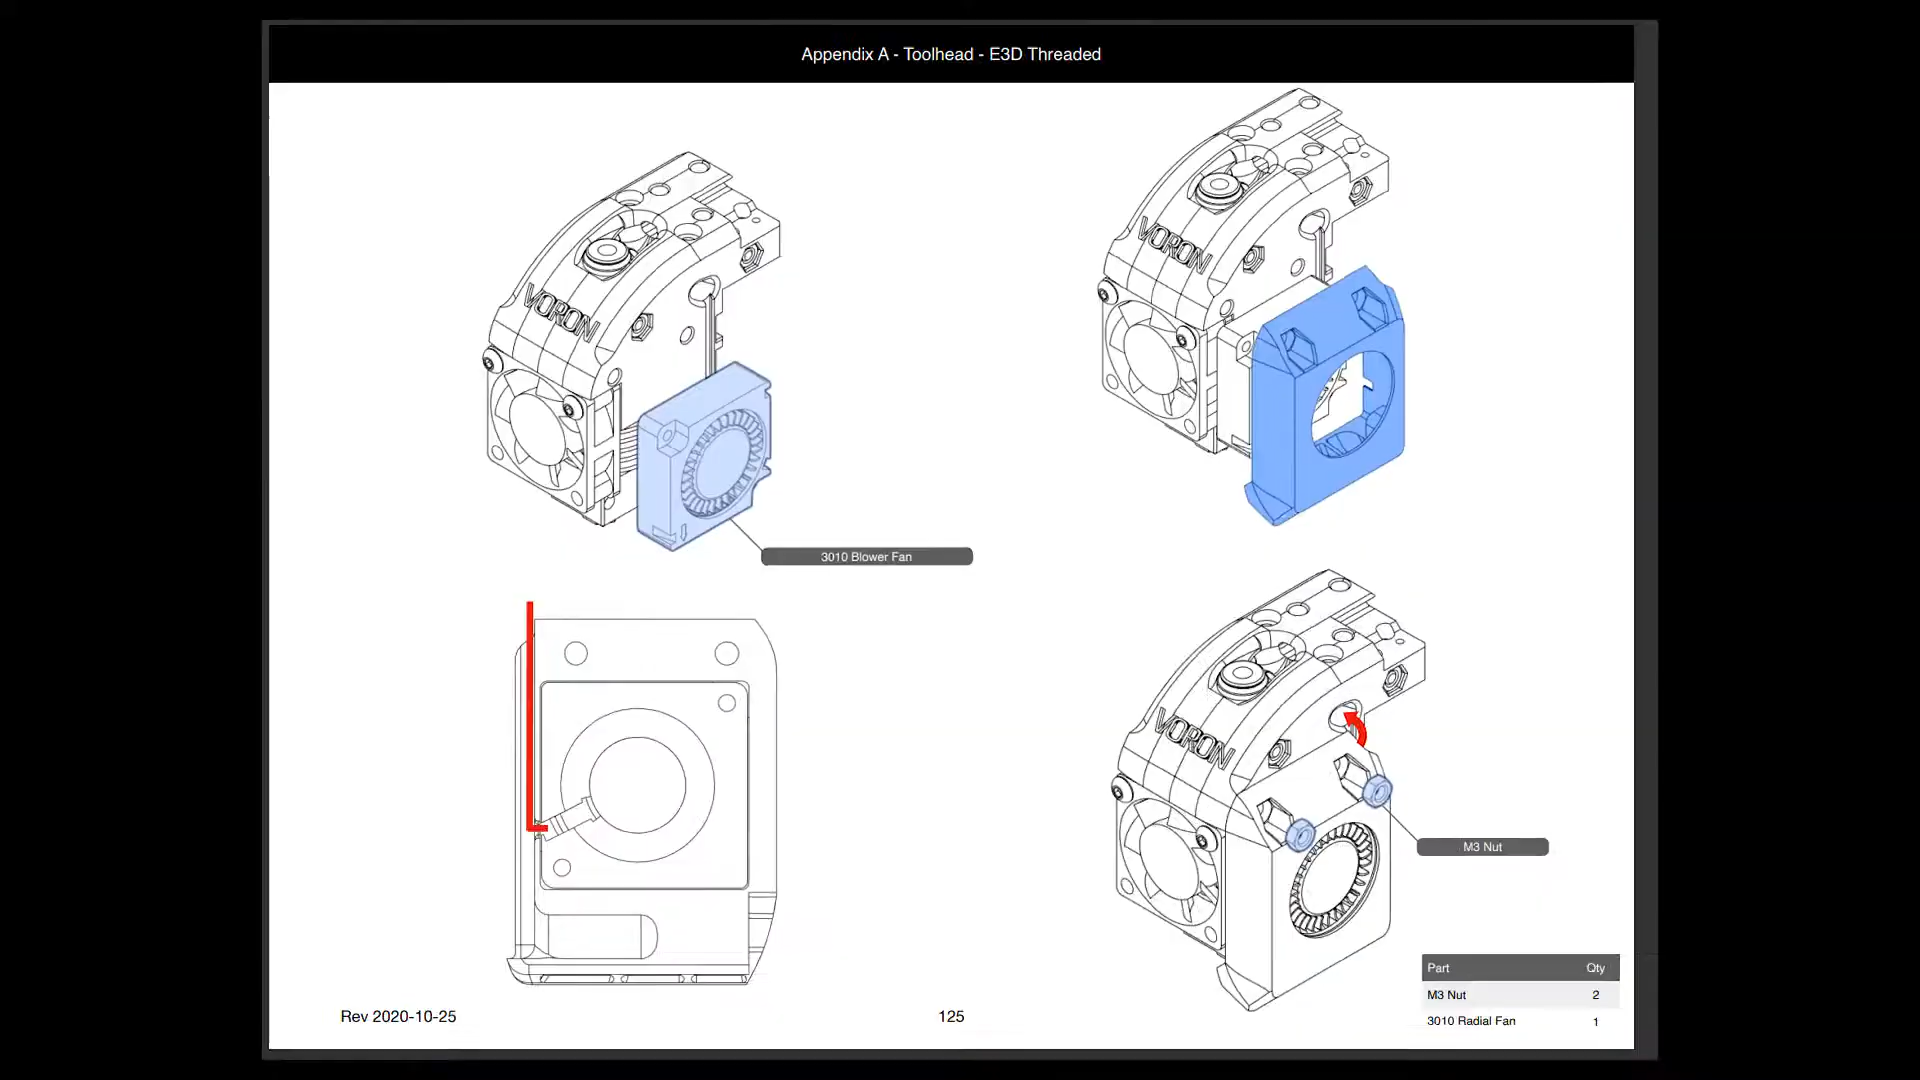 Appendix A - Toolhead - E3D Threaded
VORON
VORON
3010 Blower Fan
VORON
M3 Nut
Part Qty
M3 Nut 2
3010 Radial Fan 1
Rev 2020-10-25
125